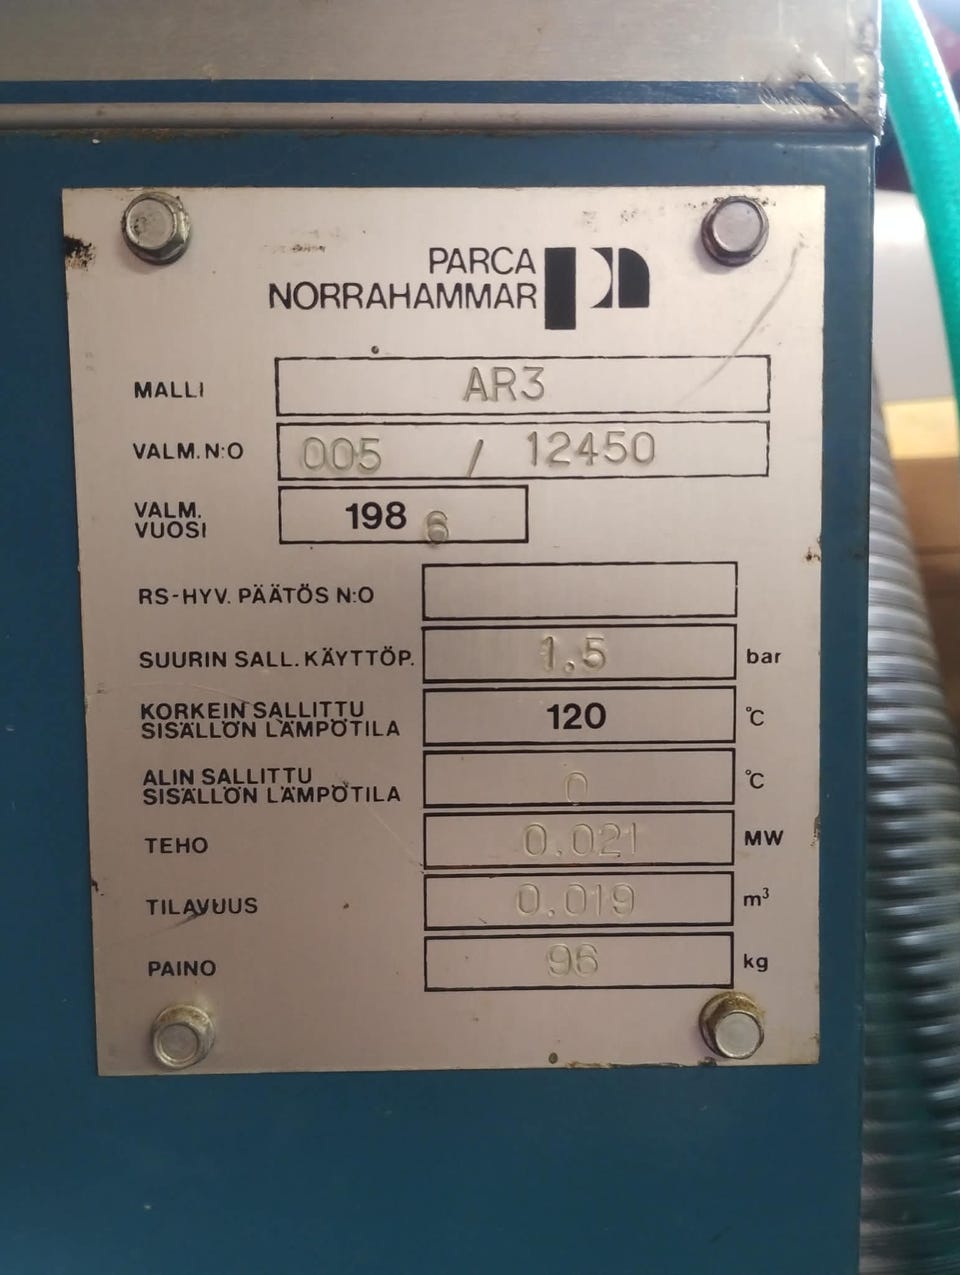 PARCA
NORRAHAMMAR
MALLI AR3
VALM. N:O 005 / 12450
VALM.
VUOSI 1986
RS-HYV. PÄÄTÖS N:O
SUURIN SALL. KÄYTTÖP. 1.5 bar
KORKEIN SALLITTU
SISÄLLÖN LÄMPÖTILA 120 °C
ALIN SALLITTU
SISÄLLÖN LÄMPÖTILA 0 °C
TEHO 0.021 MW
TILAVUUS 0.019 m³
PAINO 96 kg